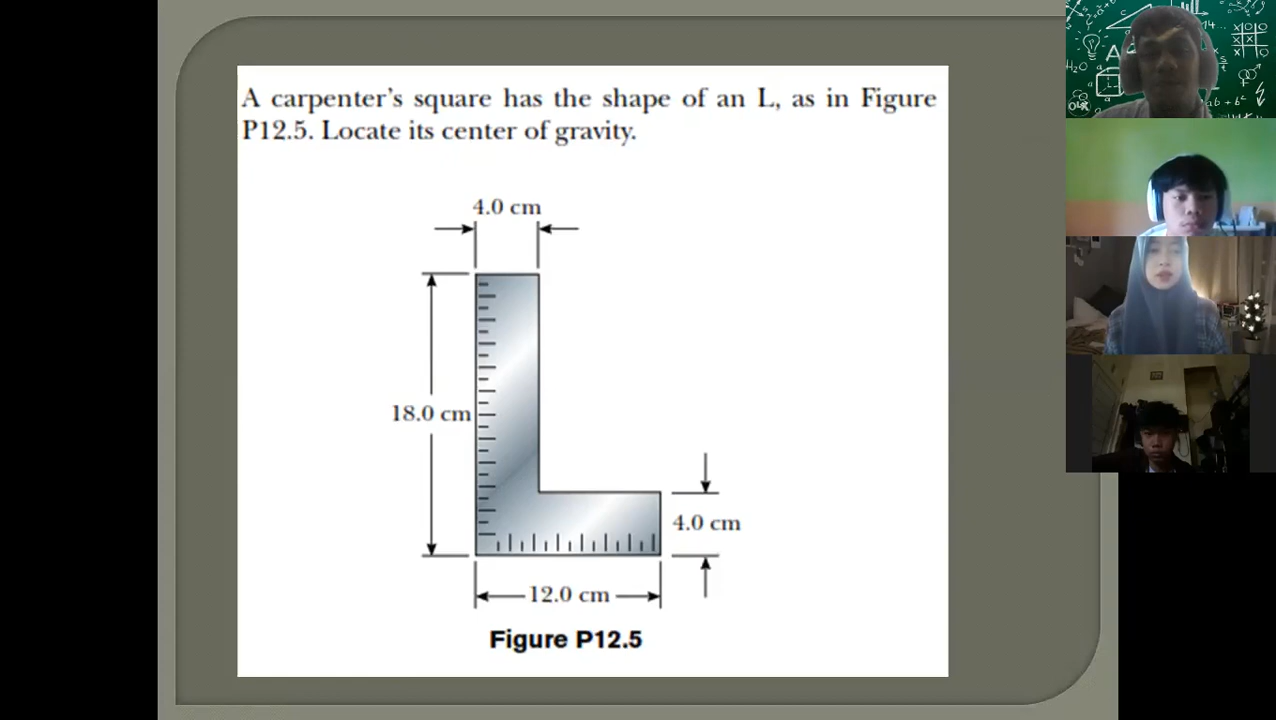 A carpenter's square has the shape of an L, as in Figure
P12.5. Locate its center of gravity.
4.0 cm
18.0 cm
4.0 cm
12.0 cm
Figure P12.5
H₂O